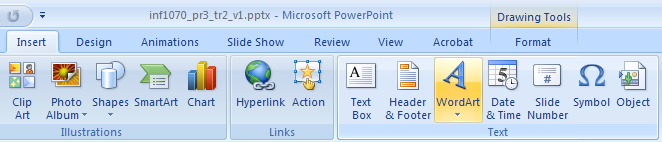 inf1070_pr3_tr2_v1.pptx - Microsoft PowerPoint
Drawing Tools
Insert Design Animations Slide Show Review View Acrobat Format
Clip Art
Photo Album
Shapes
SmartArt
Chart
Hyperlink
Action
Text Box
Header & Footer
WordArt
Date & Time
Slide Number
Symbol
Object
Illustrations
Links
Text